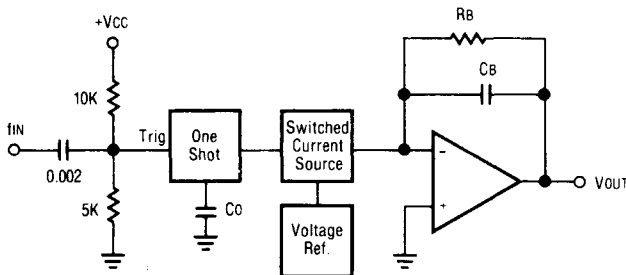 +VCC
RB
10K
CB
fIN
Trig
One
Shot
Switched
Current
Source
−
+
VOUT
0.002
5K
CO
Voltage
Ref.